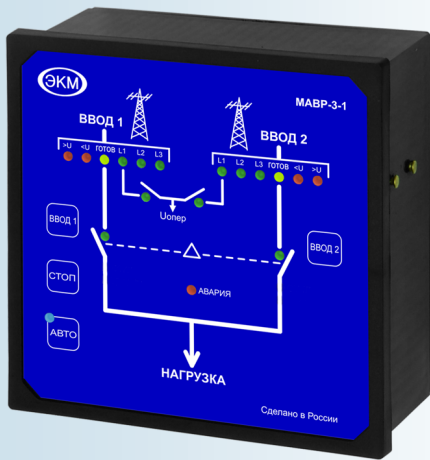 ЭКМ
МАВР-3-1
ВВОД 1
ВВОД 2
>U <U ГОТОВ L1 L2 L3
L1 L2 L3 ГОТОВ <U >U
Uопер
ВВОД 1
ВВОД 2
СТОП
АВАРИЯ
АВТО
НАГРУЗКА
Сделано в России